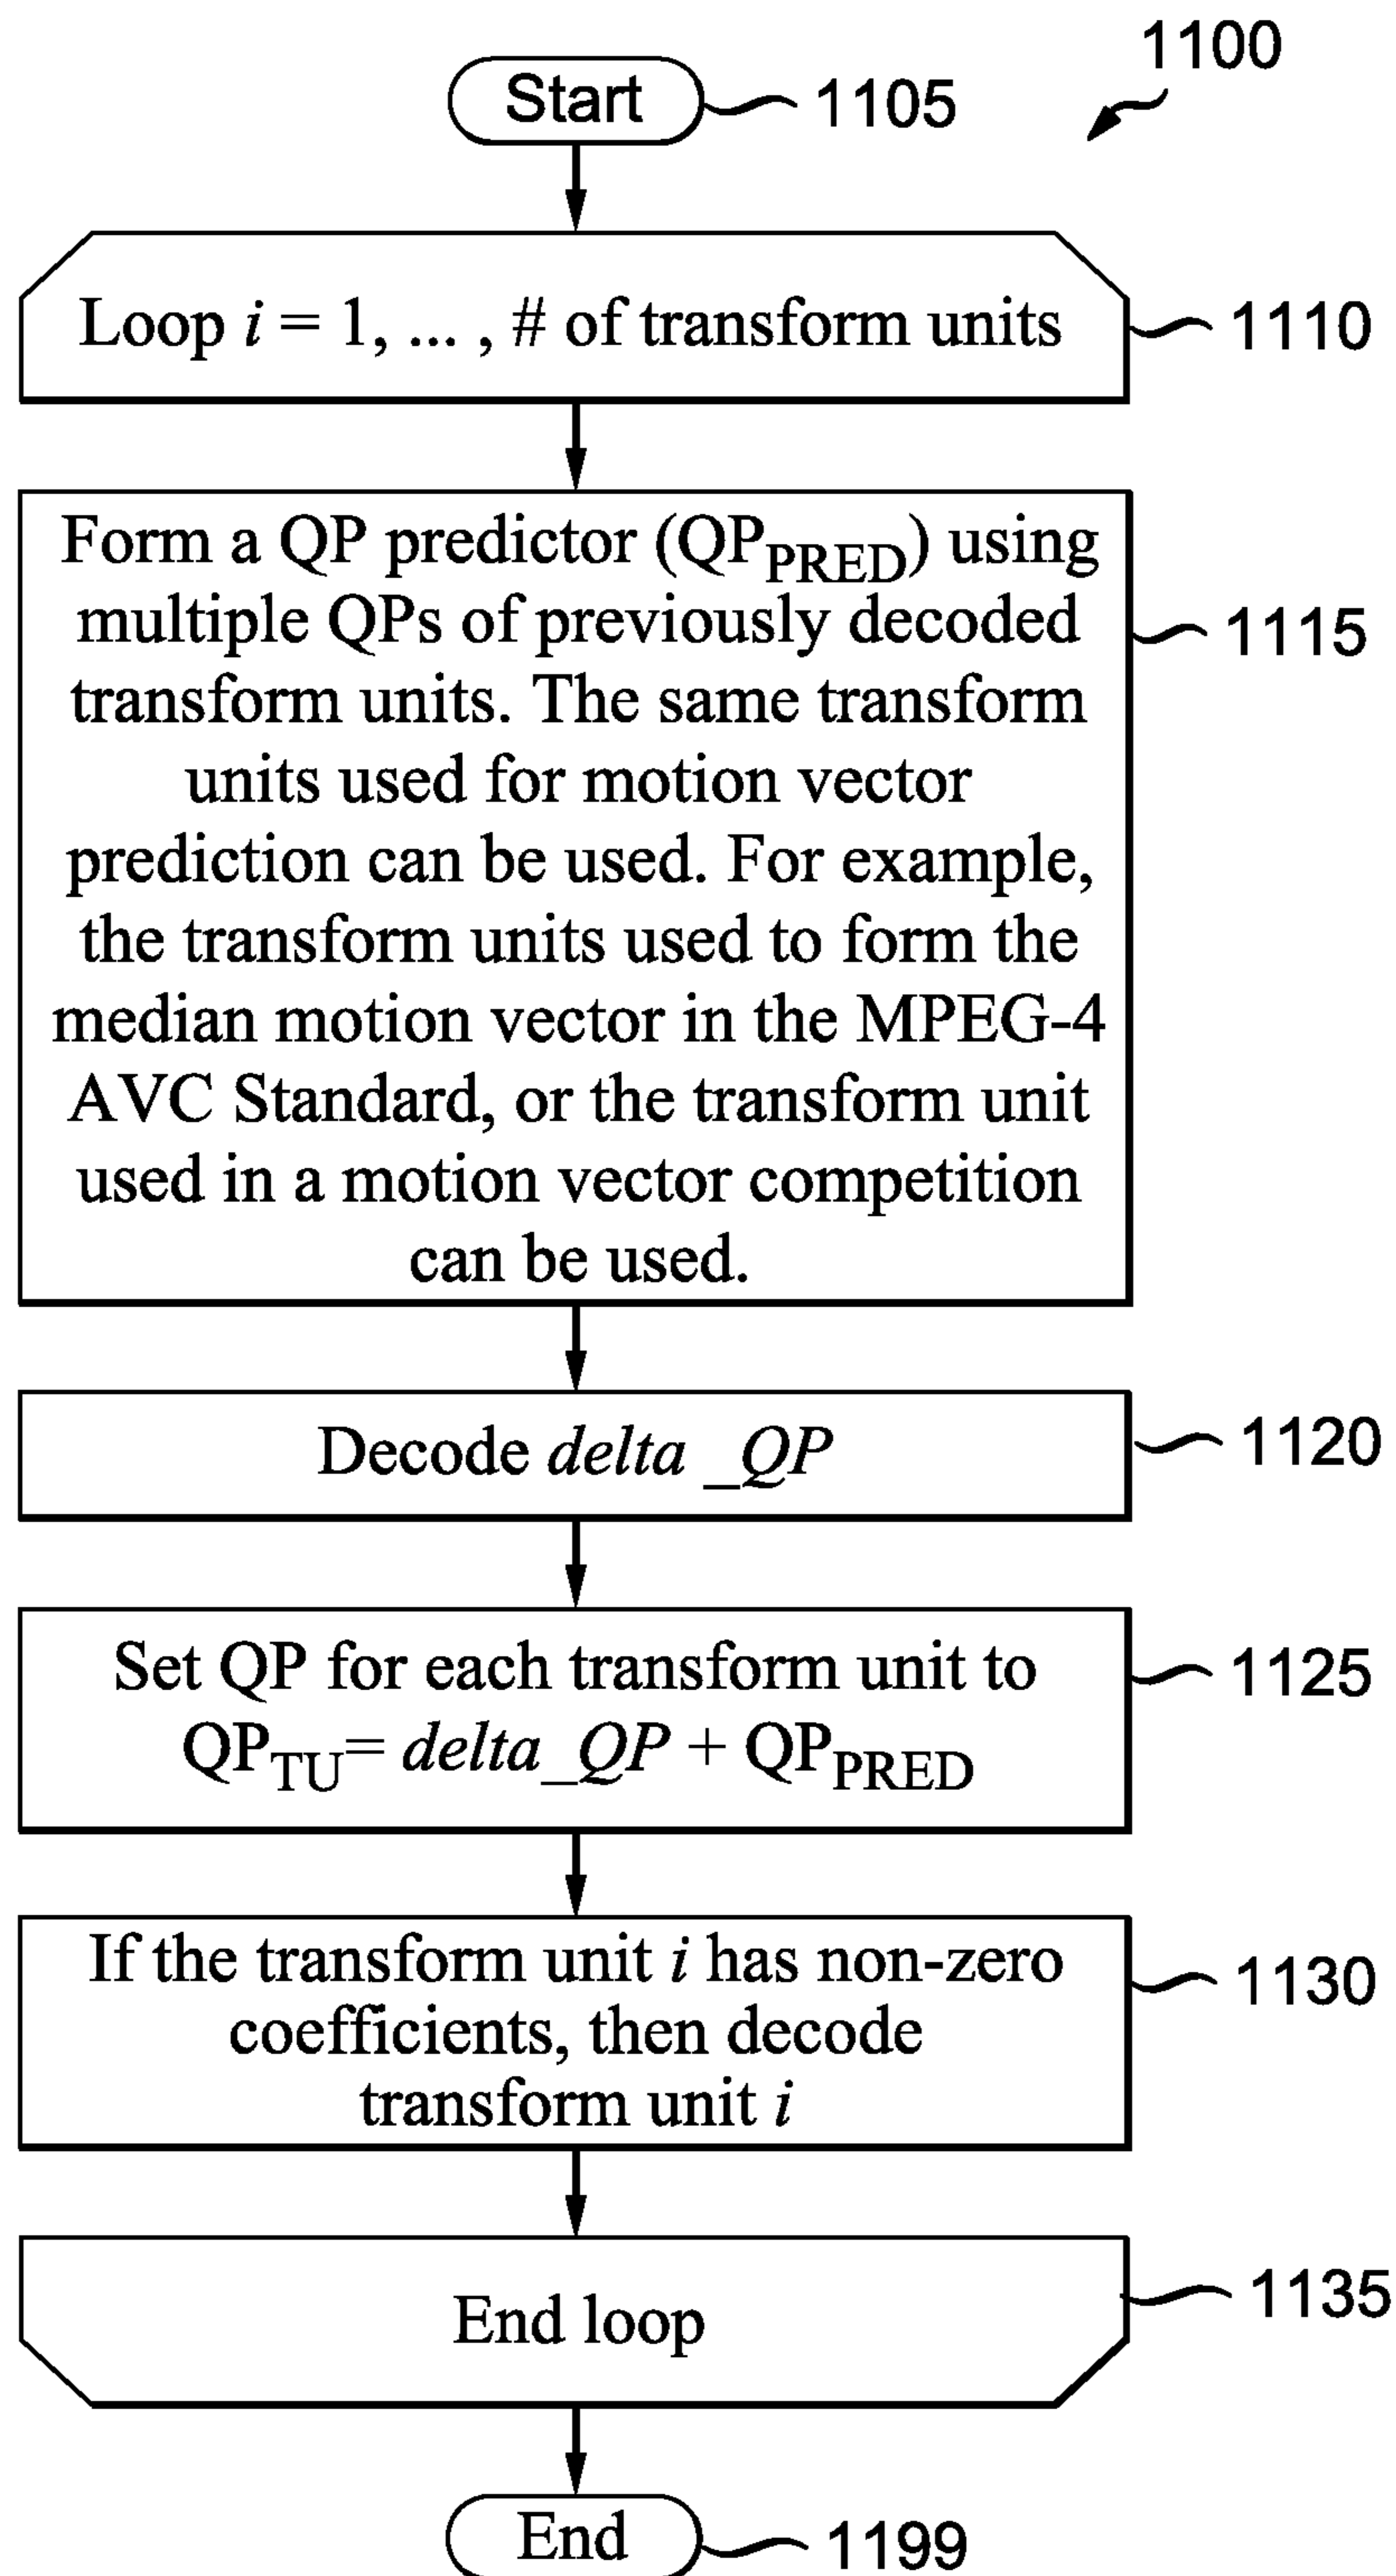 1100
Start
1105
Loop i = 1, ... , # of transform units
1110
Form a QP predictor (QPPRED) using
multiple QPs of previously decoded
transform units. The same transform
units used for motion vector
prediction can be used. For example,
the transform units used to form the
median motion vector in the MPEG-4
AVC Standard, or the transform unit
used in a motion vector competition
can be used.
1115
Decode delta _QP
1120
Set QP for each transform unit to
QPTU= delta_QP + QPPRED
1125
If the transform unit i has non-zero
coefficients, then decode
transform unit i
1130
End loop
1135
End
1199